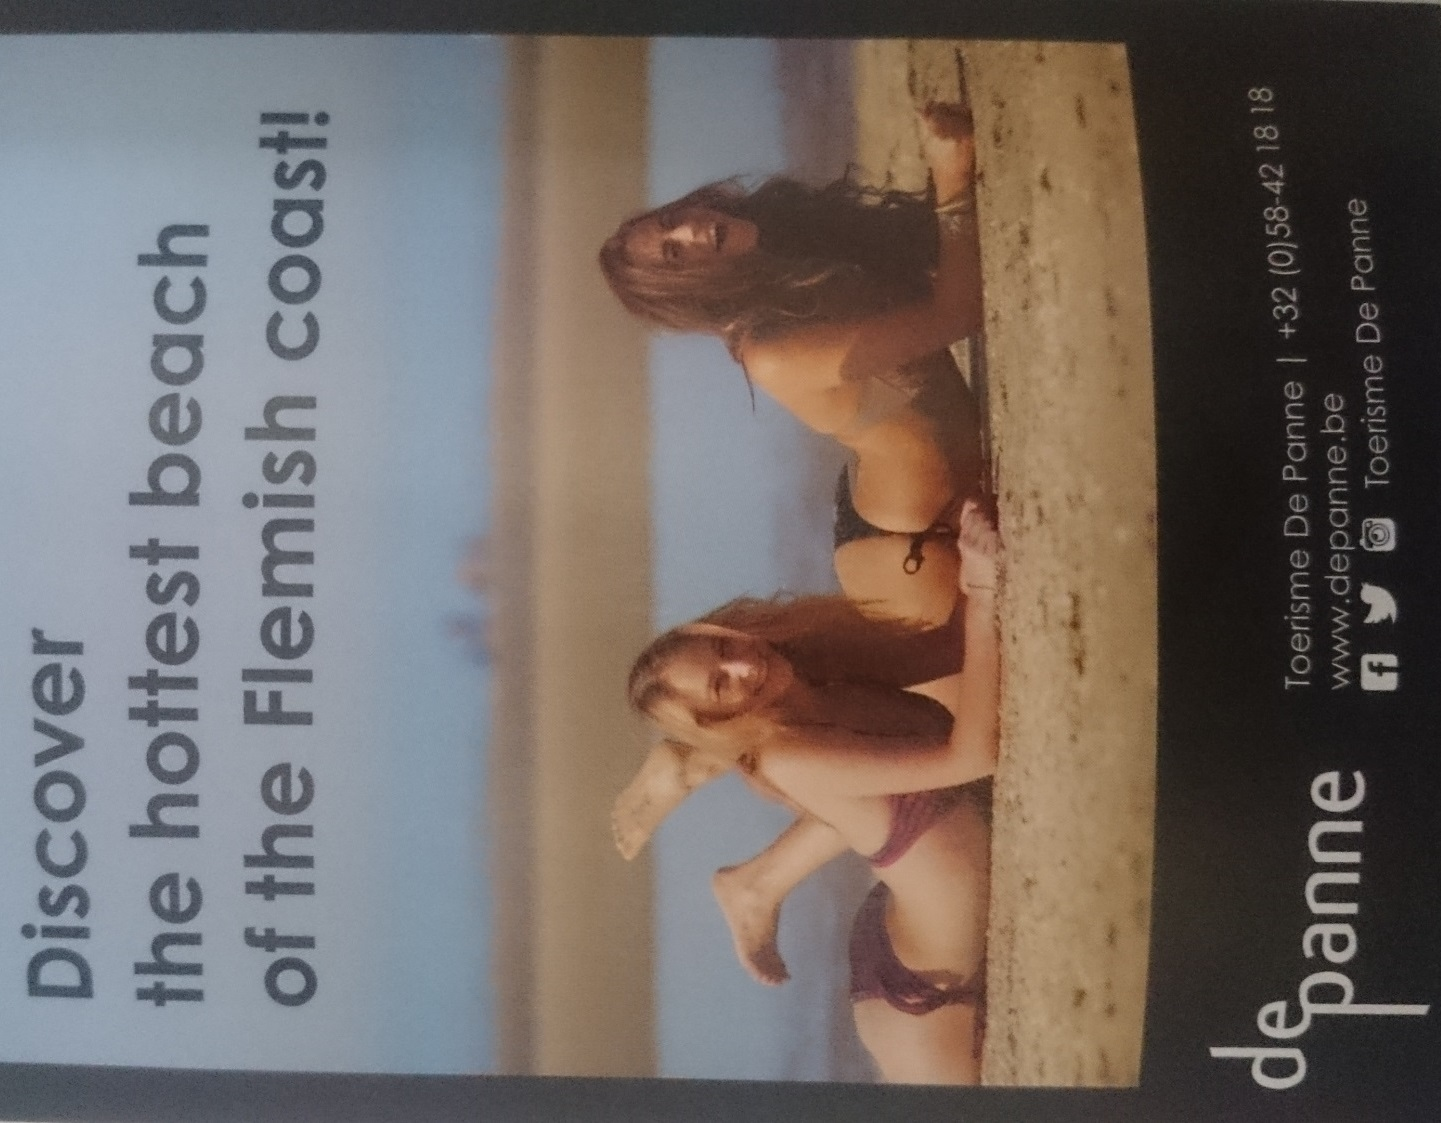 Discover
the hottest beach
of the Flemish coast!
de
panne
Toerisme De Panne | +32 (0)58-42 18 18
www.depanne.be
Toerisme De Panne